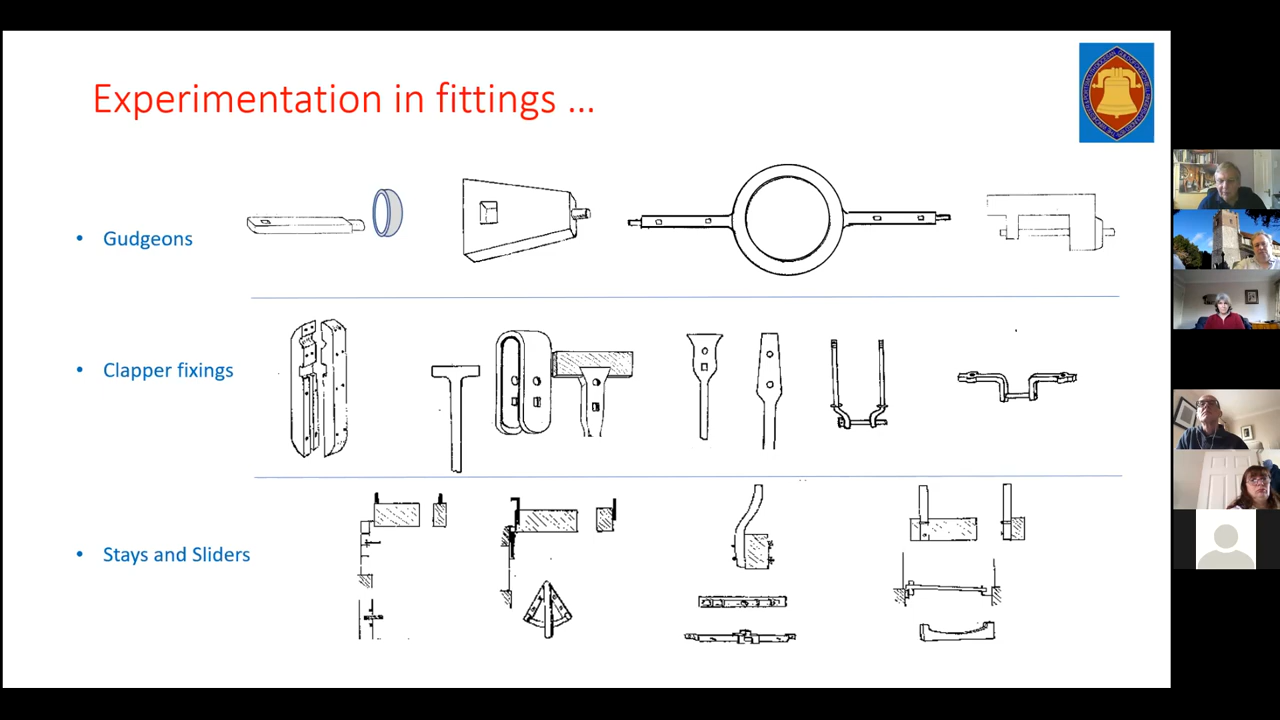 Experimentation in fittings ...
• Gudgeons
• Clapper fixings
• Stays and Sliders